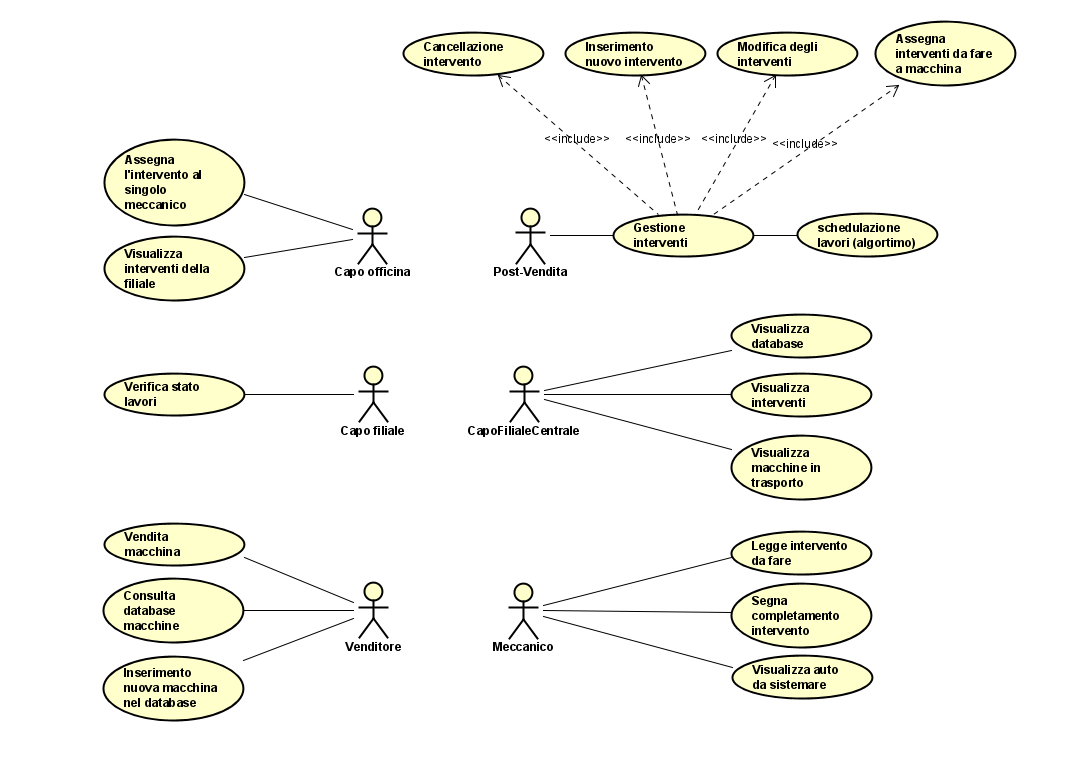 Cancellazione
intervento
Inserimento
nuovo intervento
Modifica degli
interventi
Assegna
interventi da fare
a macchina
<<include>>
<<include>>
<<include>>
<<include>>
Assegna
l'intervento al
singolo
meccanico
Visualizza
interventi della
filiale
Capo officina
Post-Vendita
Gestione
interventi
schedulazione
lavori (algortimo)
Verifica stato
lavori
Capo filiale
CapoFilialeCentrale
Visualizza
database
Visualizza
interventi
Visualizza
macchine in
trasporto
Vendita
macchina
Consulta
database
macchine
Inserimento
nuova macchina
nel database
Venditore
Meccanico
Legge intervento
da fare
Segna
completamento
intervento
Visualizza auto
da sistemare